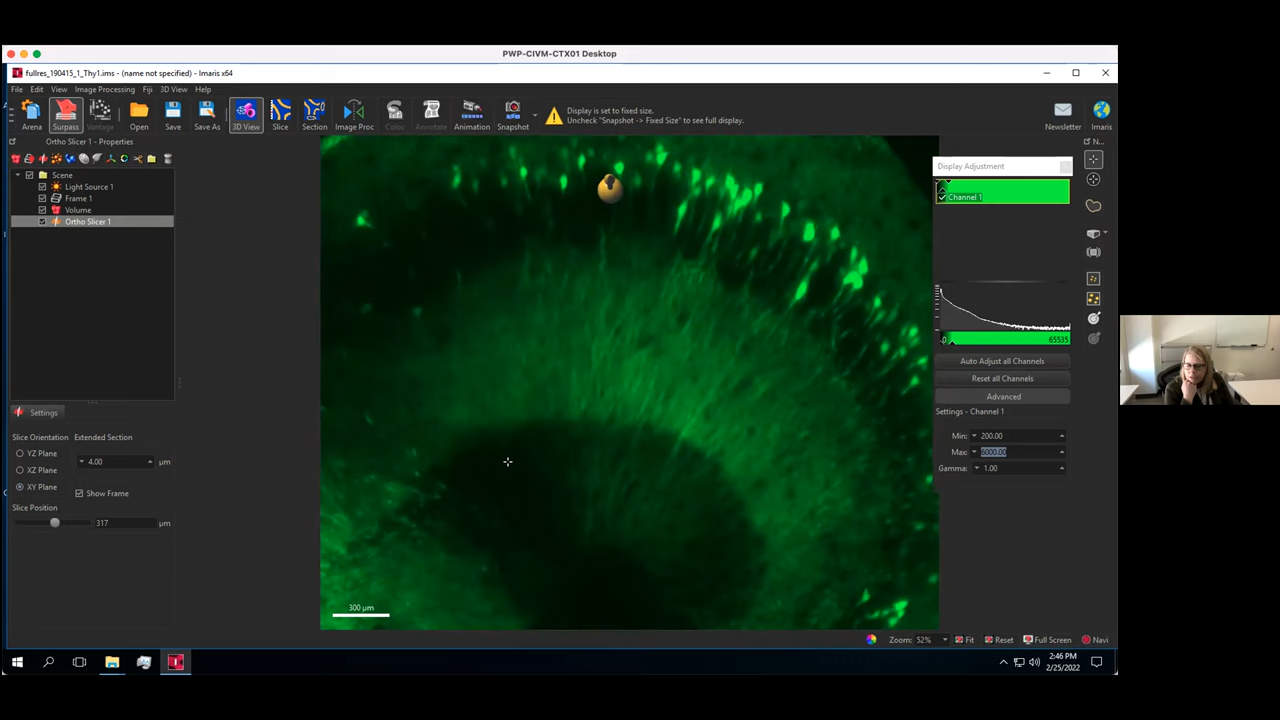 PWP-CIVM-CTX01 Desktop
fullres_190415_1_Thy1.ims - (name not specified) - Imaris x64
File Edit View Image Processing Fiji 3D View Help
Arena Surpass Vantage Open Save Save As 3D View Slice Section Image Proc Coloc Annotate Animation Snapshot
Display is set to fixed size.
Uncheck "Snapshot -> Fixed Size" to see full display.
Newsletter Imaris
Ortho Slicer 1 - Properties
N...
Display Adjustment
Scene
Light Source 1
Frame 1
Volume
Ortho Slicer 1
Channel 1
0 65535
Auto Adjust all Channels
Reset all Channels
Advanced
Settings - Channel 1
Min: 200.00
Max: 6000.00
Gamma: 1.00
Settings
Slice Orientation Extended Section
YZ Plane
4.00 μm
XZ Plane
XY Plane
Show Frame
Slice Position
317 μm
300 μm
Zoom: 52% Fit Reset Full Screen Navi
2:46 PM
2/25/2022